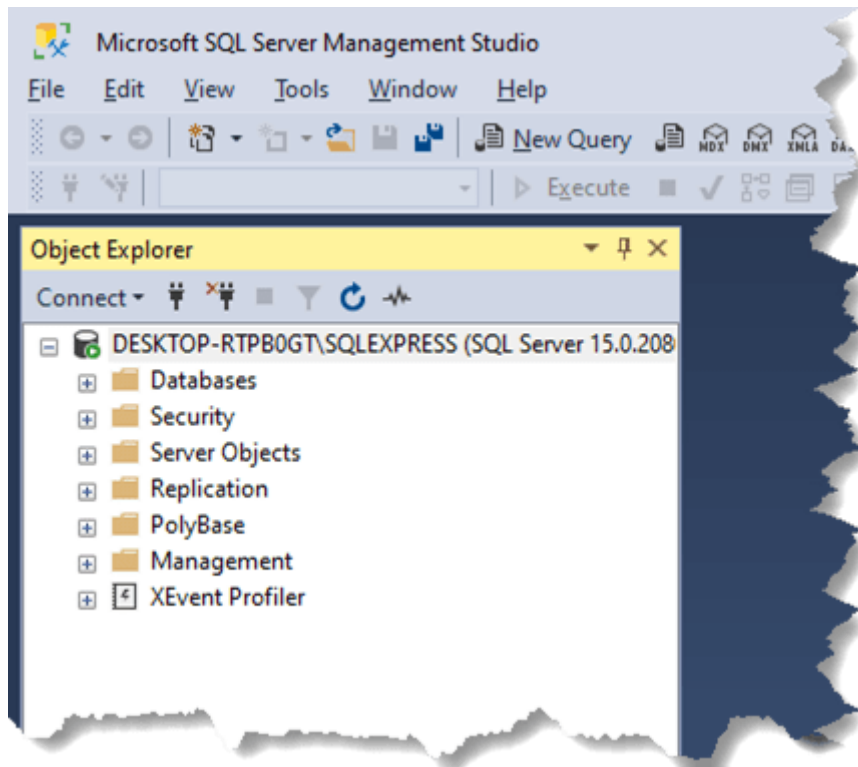 Microsoft SQL Server Management Studio
File Edit View Tools Window Help
New Query MDX DMX XMLA
Execute
Object Explorer
Connect
DESKTOP-RTPB0GT\SQLEXPRESS (SQL Server 15.0.208
Databases
Security
Server Objects
Replication
PolyBase
Management
XEvent Profiler